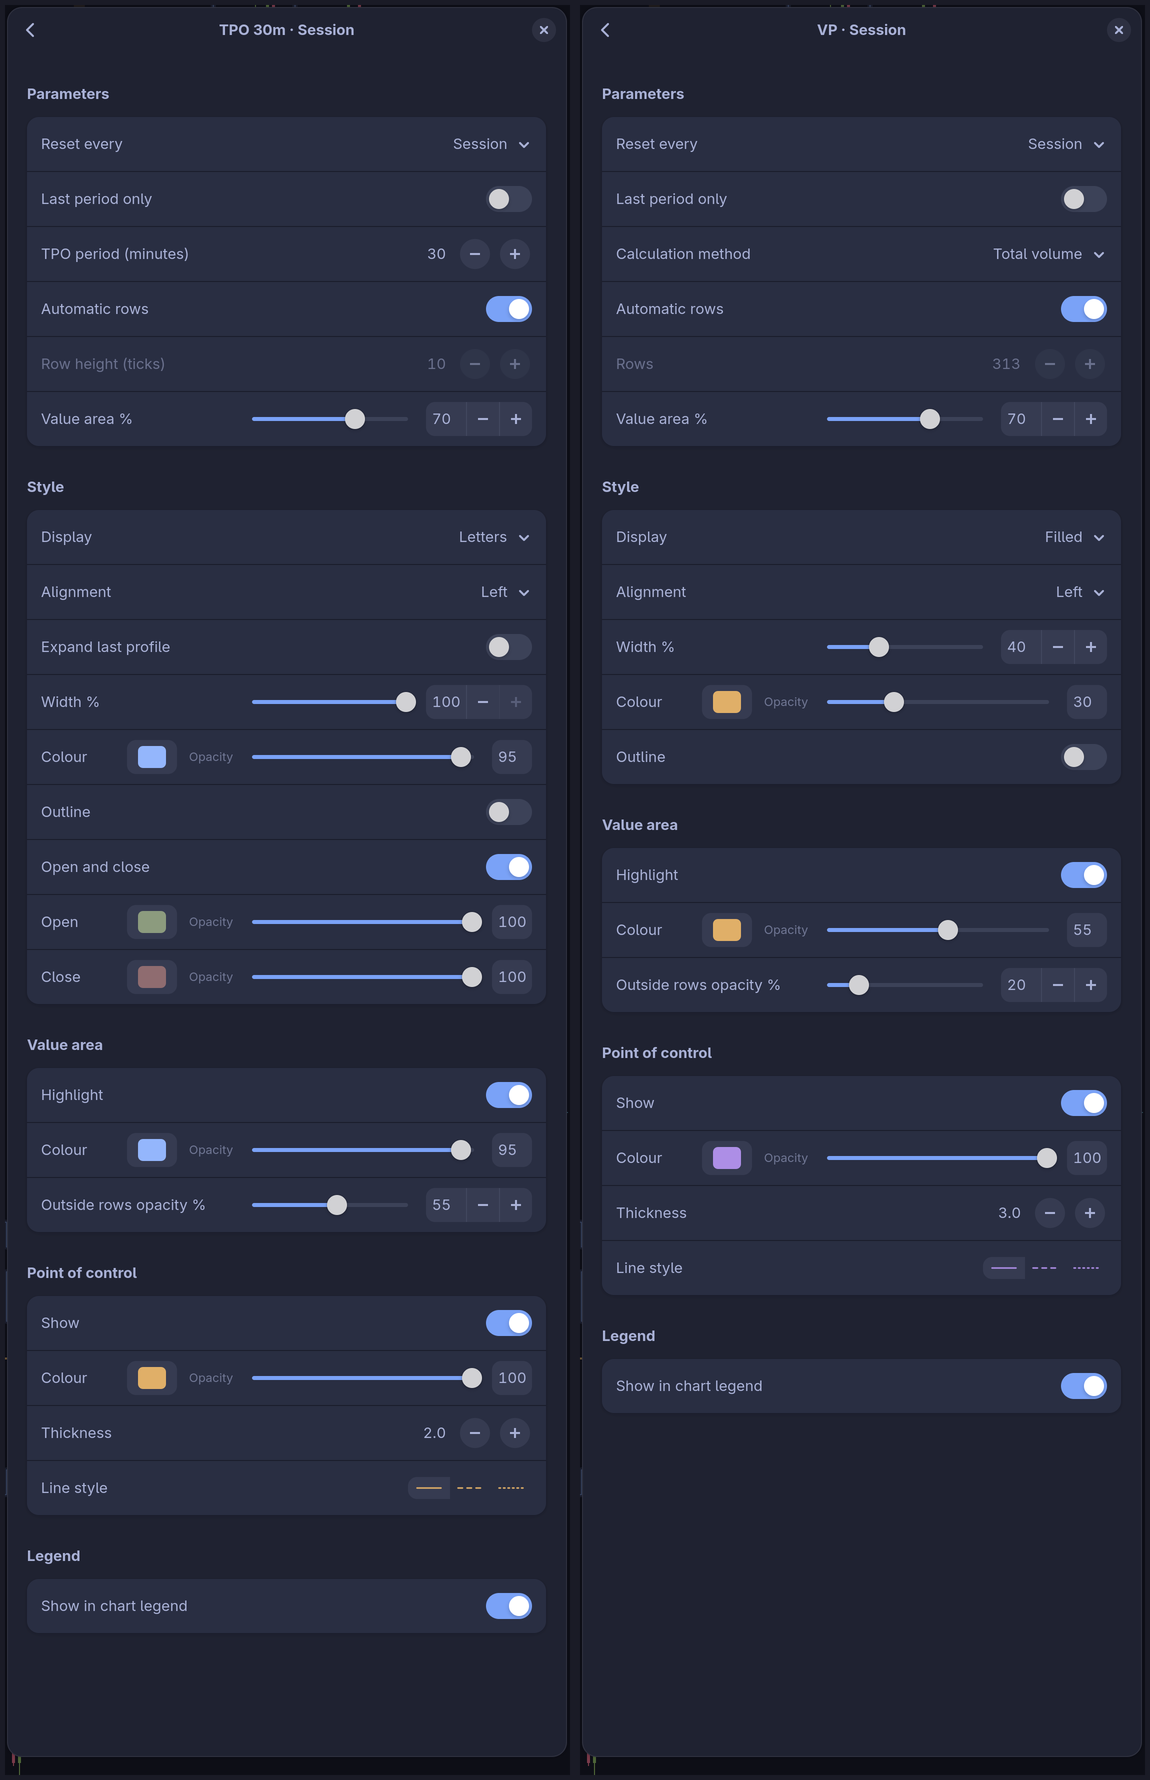 TPO 30m · Session
Parameters
Reset every Session
Last period only
TPO period (minutes) 30 − +
Automatic rows
Row height (ticks) 10 − +
Value area % 70 − +
Style
Display Letters
Alignment Left
Expand last profile
Width % 100 − +
Colour Opacity 95
Outline
Open and close
Open Opacity 100
Close Opacity 100
Value area
Highlight
Colour Opacity 95
Outside rows opacity % 55 − +
Point of control
Show
Colour Opacity 100
Thickness 2.0 − +
Line style
Legend
Show in chart legend
VP · Session
Parameters
Reset every Session
Last period only
Calculation method Total volume
Automatic rows
Rows 313 − +
Value area % 70 − +
Style
Display Filled
Alignment Left
Width % 40 − +
Colour Opacity 30
Outline
Value area
Highlight
Colour Opacity 55
Outside rows opacity % 20 − +
Point of control
Show
Colour Opacity 100
Thickness 3.0 − +
Line style
Legend
Show in chart legend